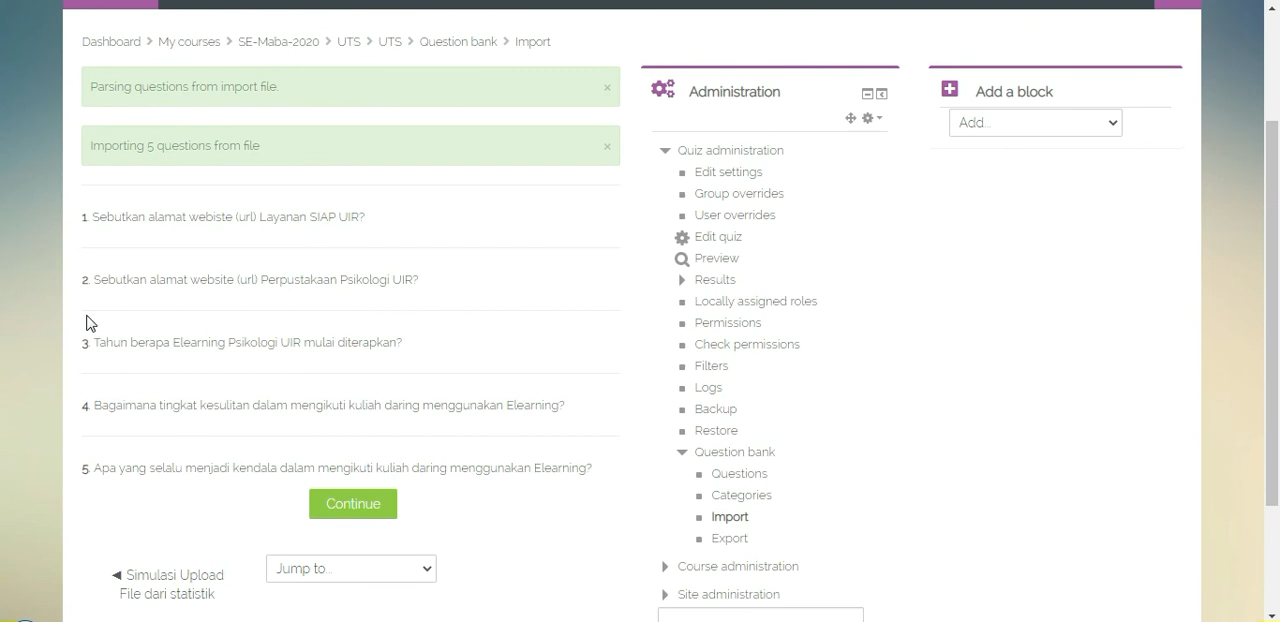 Dashboard > My courses > SE-Maba-2020 > UTS > UTS > Question bank > Import
Parsing questions from import file. ×
Importing 5 questions from file ×
1. Sebutkan alamat webiste (url) Layanan SIAP UIR?
2. Sebutkan alamat website (url) Perpustakaan Psikologi UIR?
3. Tahun berapa Elearning Psikologi UIR mulai diterapkan?
4. Bagaimana tingkat kesulitan dalam mengikuti kuliah daring menggunakan Elearning?
5. Apa yang selalu menjadi kendala dalam mengikuti kuliah daring menggunakan Elearning?
Continue
◄ Simulasi Upload
File dari statistik
Jump to...
Administration
Quiz administration
Edit settings
Group overrides
User overrides
Edit quiz
Preview
Results
Locally assigned roles
Permissions
Check permissions
Filters
Logs
Backup
Restore
Question bank
Questions
Categories
Import
Export
Course administration
Site administration
Add a block
Add...